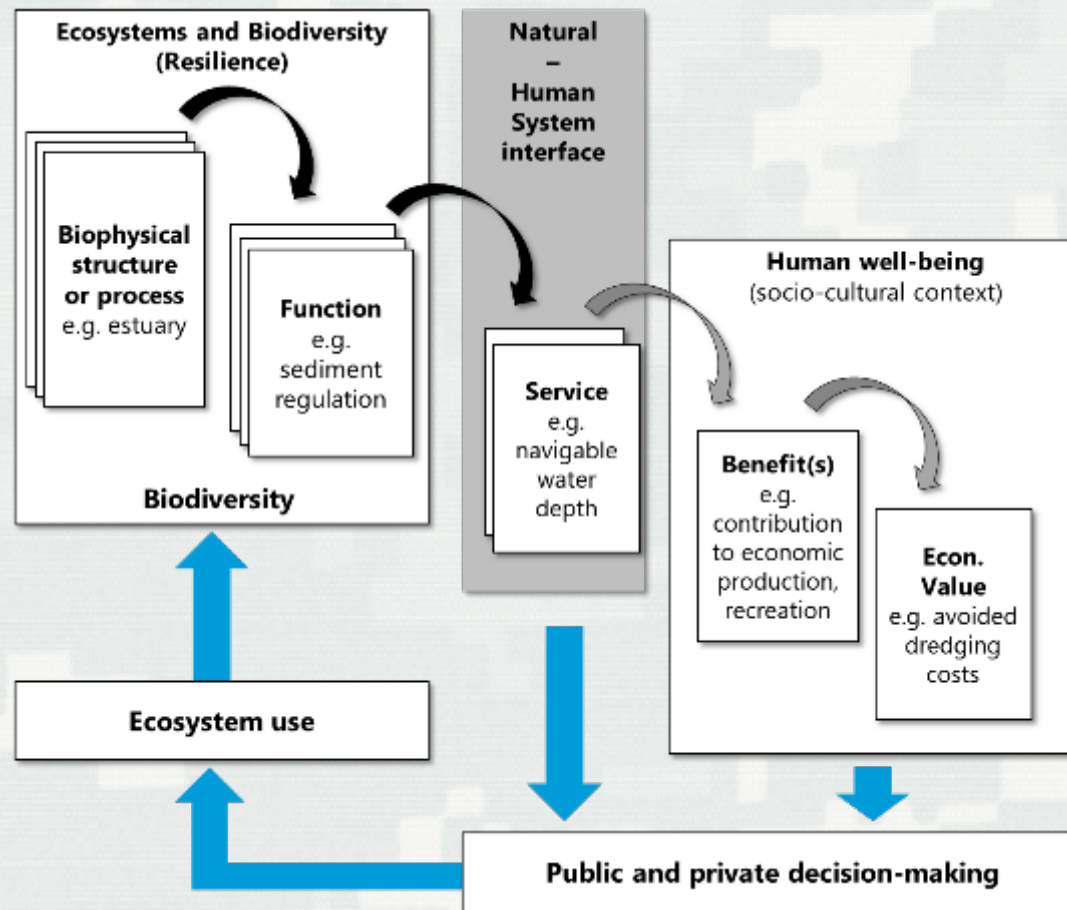 Ecosystems and Biodiversity
(Resilience)
Biophysical
structure
or process
e.g. estuary
Function
e.g.
sediment
regulation
Biodiversity
Natural
–
Human
System
interface
Service
e.g.
navigable
water
depth
Human well-being
(socio-cultural context)
Benefit(s)
e.g.
contribution
to economic
production,
recreation
Econ.
Value
e.g. avoided
dredging
costs
Ecosystem use
Public and private decision-making